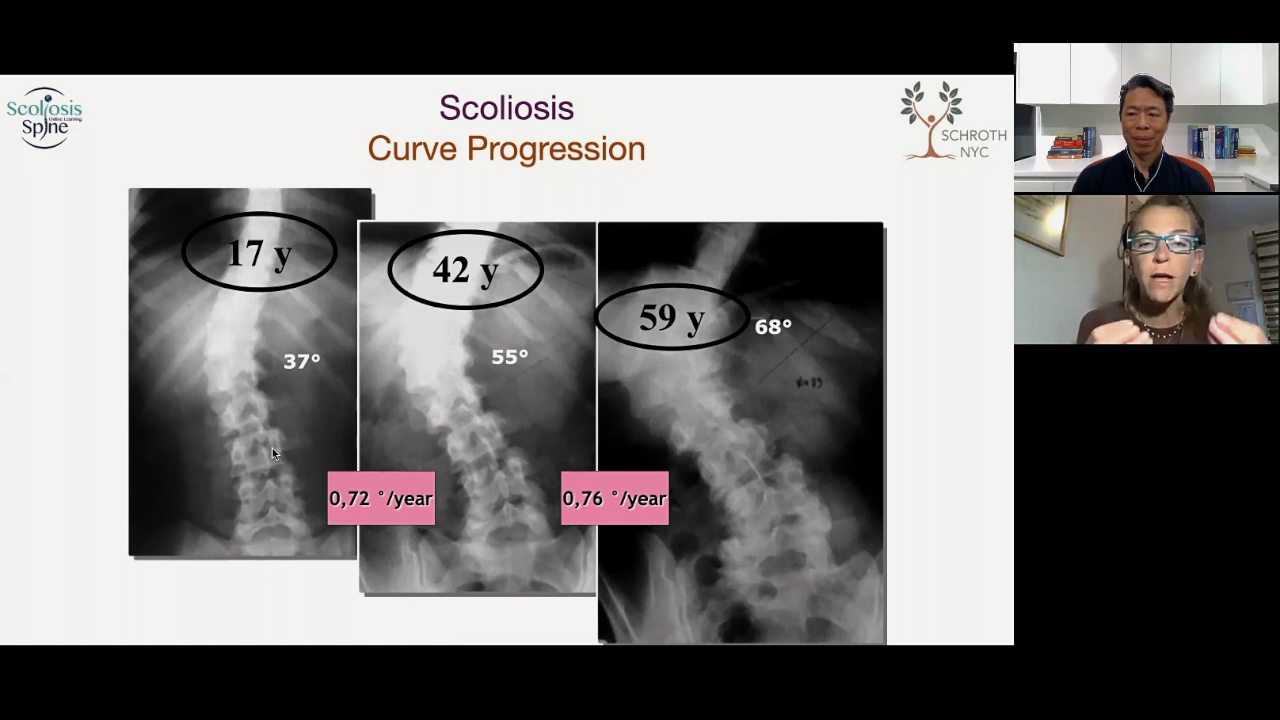 Scoliosis
Online Learning
Spine
Scoliosis
Curve Progression
SCHROTH
NYC
17 y
42 y
59 y
37°
55°
68°
0,72 °/year
0,76 °/year